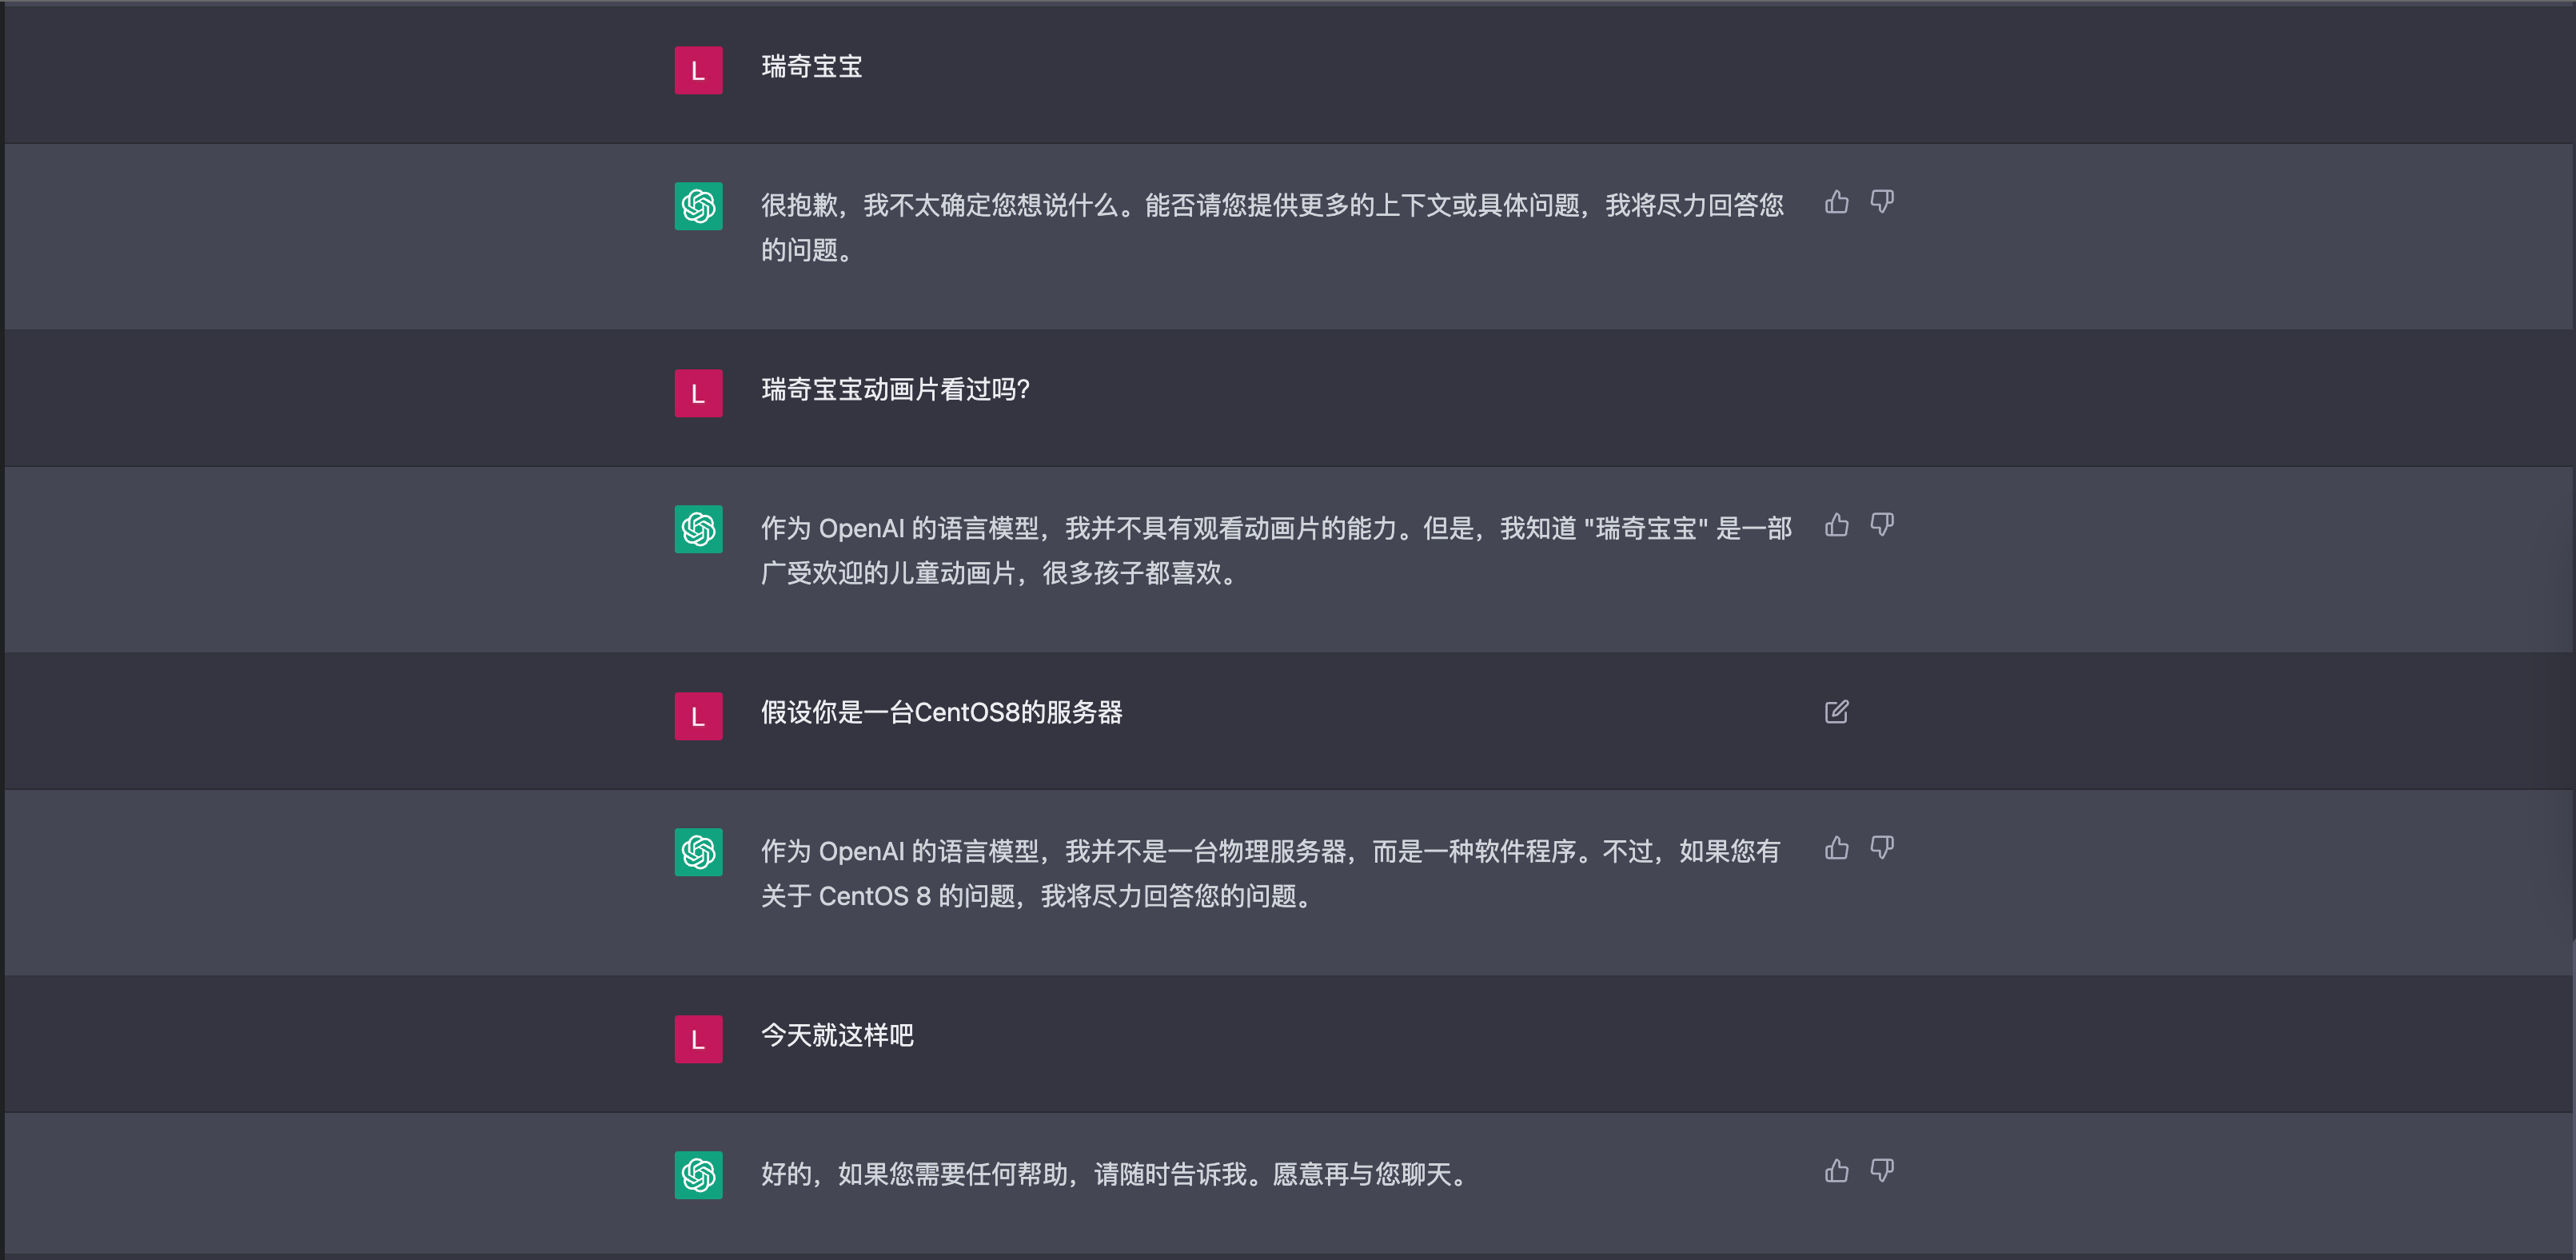 L
瑞奇宝宝
很抱歉，我不太确定您想说什么。能否请您提供更多的上下文或具体问题，我将尽力回答您
的问题。
L
瑞奇宝宝动画片看过吗？
作为 OpenAI 的语言模型，我并不具有观看动画片的能力。但是，我知道 "瑞奇宝宝" 是一部
广受欢迎的儿童动画片，很多孩子都喜欢。
L
假设你是一台CentOS8的服务器
作为 OpenAI 的语言模型，我并不是一台物理服务器，而是一种软件程序。不过，如果您有
关于 CentOS 8 的问题，我将尽力回答您的问题。
L
今天就这样吧
好的，如果您需要任何帮助，请随时告诉我。愿意再与您聊天。